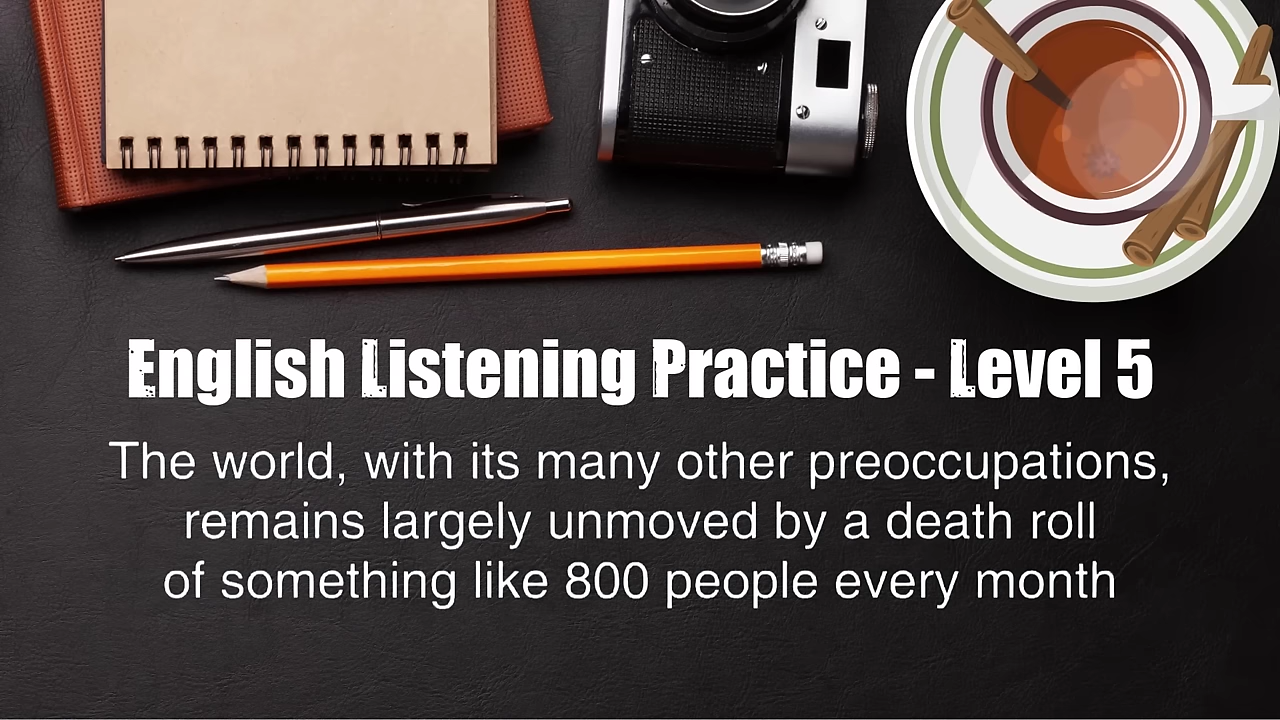 English Listening Practice - Level 5
The world, with its many other preoccupations,
remains largely unmoved by a death roll
of something like 800 people every month